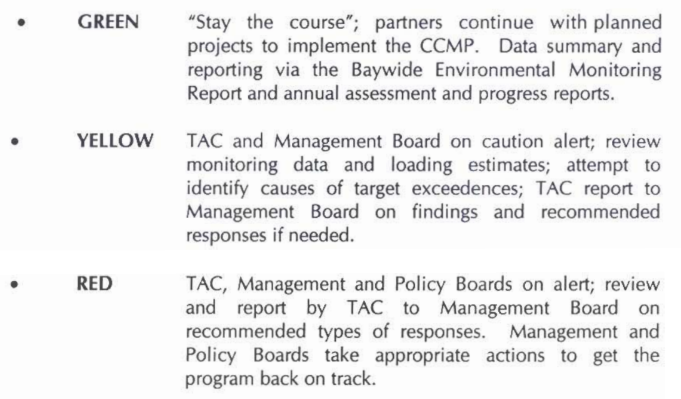 • GREEN "Stay the course"; partners continue with planned
projects to implement the CCMP. Data summary and
reporting via the Baywide Environmental Monitoring
Report and annual assessment and progress reports.
• YELLOW TAC and Management Board on caution alert; review
monitoring data and loading estimates; attempt to
identify causes of target exceedences; TAC report to
Management Board on findings and recommended
responses if needed.
• RED TAC, Management and Policy Boards on alert; review
and report by TAC to Management Board on
recommended types of responses. Management and
Policy Boards take appropriate actions to get the
program back on track.